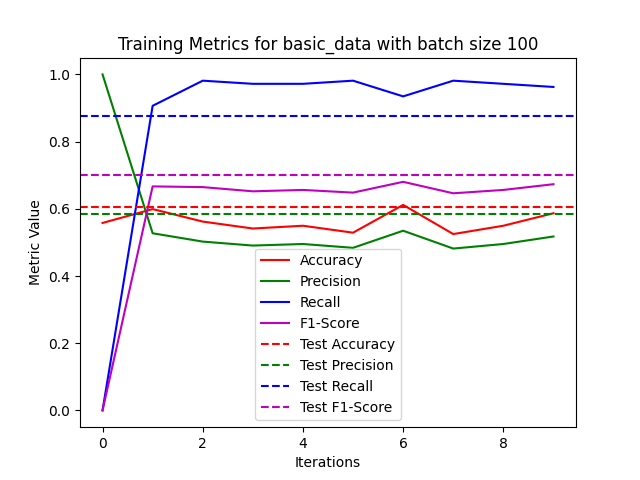 Training Metrics for basic_data with batch size 100
1.0
0.8
0.6
0.4
0.2
0.0
Metric Value
Accuracy
Precision
Recall
F1-Score
Test Accuracy
Test Precision
Test Recall
Test F1-Score
0 2 4 6 8
Iterations